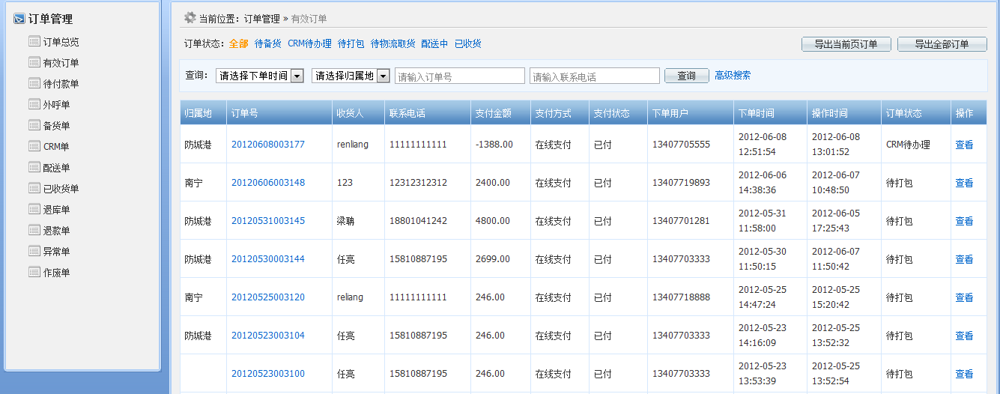 订单管理
订单总览
有效订单
待付款单
外呼单
备货单
CRM单
配送单
已收货单
退库单
退款单
异常单
作废单
当前位置：订单管理 » 有效订单
订单状态：全部 待备货 CRM待办理 待打包 待物流取货 配送中 已收货 导出当前页订单 导出全部订单
查询： 请选择下单时间 请选择归属地 请输入订单号 请输入联系电话 查询 高级搜索
归属地 订单号 收货人 联系电话 支付金额 支付方式 支付状态 下单用户 下单时间 操作时间 订单状态 操作
防城港 20120608003177 renliang 11111111111 -1388.00 在线支付 已付 13407705555 2012-06-08 12:51:54 2012-06-08 13:01:52 CRM待办理 查看
南宁 20120606003148 123 12312312312 2400.00 在线支付 已付 13407719893 2012-06-06 14:38:36 2012-06-07 10:48:50 待打包 查看
防城港 20120531003145 梁聃 18801041242 4800.00 在线支付 已付 13407701281 2012-05-31 11:58:00 2012-06-05 17:25:43 待打包 查看
防城港 20120530003144 任亮 15810887195 2699.00 在线支付 已付 13407703333 2012-05-30 11:50:15 2012-06-07 11:50:42 待打包 查看
南宁 20120525003120 reliang 11111111111 246.00 在线支付 已付 13407718888 2012-05-25 14:47:24 2012-05-25 15:20:42 待打包 查看
防城港 20120523003104 任亮 15810887195 246.00 在线支付 已付 13407703333 2012-05-23 14:16:09 2012-05-25 13:52:32 待打包 查看
20120523003100 任亮 15810887195 246.00 在线支付 已付 13407703333 2012-05-23 13:53:39 2012-05-25 13:52:54 待打包 查看